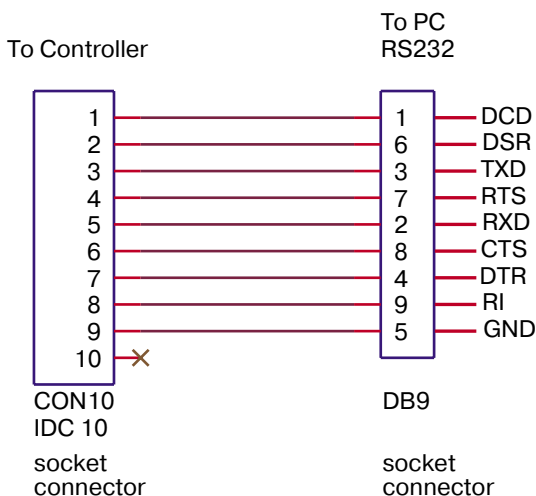 To PC
To Controller RS232
1 1 DCD
2 6 DSR
3 3 TXD
4 7 RTS
5 2 RXD
6 8 CTS
7 4 DTR
8 9 RI
9 5 GND
10
CON10 DB9
IDC 10
socket socket
connector connector